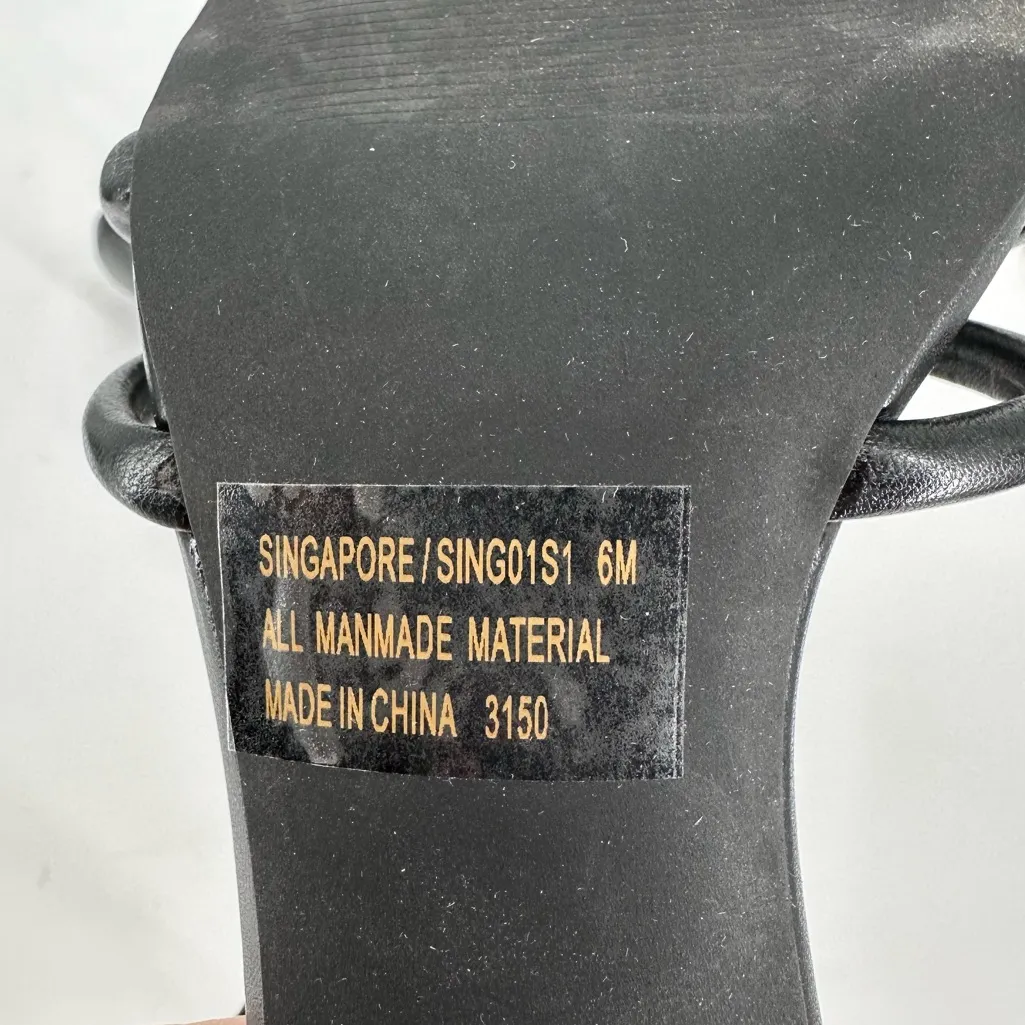 SINGAPORE/SING01S1 6M
ALL MANMADE MATERIAL
MADE IN CHINA 3150